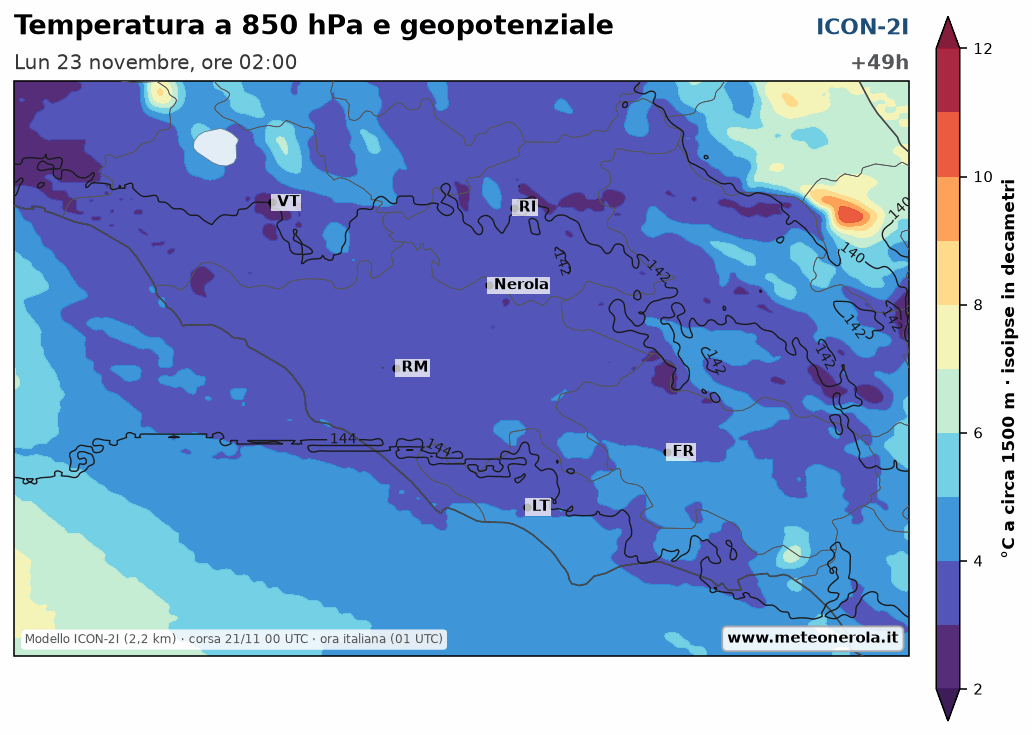 Temperatura a 850 hPa e geopotenziale
ICON-2I
Lun 23 novembre, ore 02:00
+49h
12
10
8
6
4
2
°C a circa 1500 m · isoipse in decametri
VT
RI
Nerola
RM
FR
LT
140
140
142
142
142
142
142
142
144
144
Modello ICON-2I (2,2 km) · corsa 21/11 00 UTC · ora italiana (01 UTC)
www.meteonerola.it